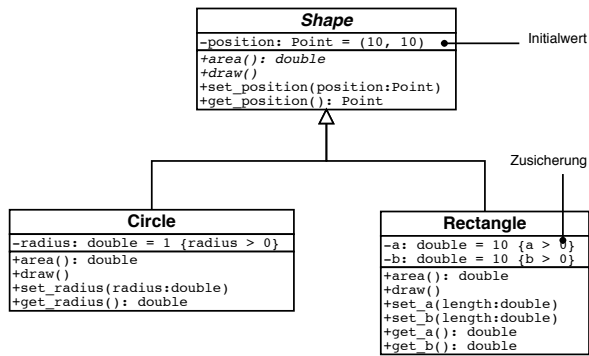 Shape
-position: Point = (10, 10)
Initialwert
+area(): double
+draw()
+set_position(position:Point)
+get_position(): Point
Zusicherung
Circle
-radius: double = 1 {radius > 0}
+area(): double
+draw()
+set_radius(radius:double)
+get_radius(): double
Rectangle
-a: double = 10 {a > 0}
-b: double = 10 {b > 0}
+area(): double
+draw()
+set_a(length:double)
+set_b(length:double)
+get_a(): double
+get_b(): double